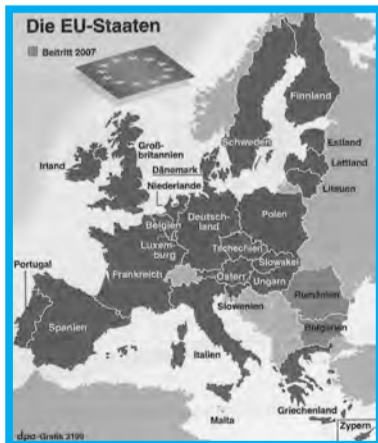 Die EU-Staaten
Beitritt 2007
Finnland
Schweden
Estland
Lettland
Litauen
Groß-
britannien
Irland
Dänemark
Niederlande
Belgien
Luxem-
burg
Deutsch-
land
Polen
Tschechien
Slowakei
Österr.
Ungarn
Frankreich
Portugal
Spanien
Slowenien
Rumänien
Bulgarien
Italien
Griechenland
Malta
Zypern
dpa-Grafik 3199